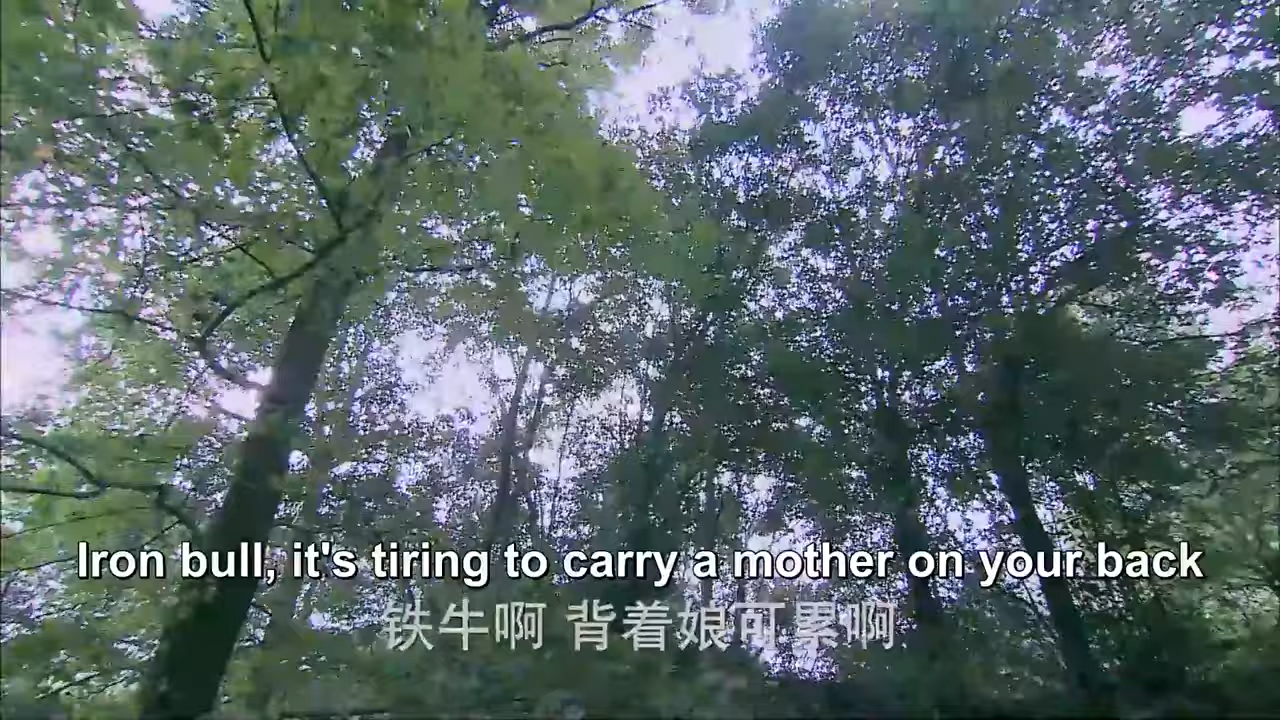 Iron bull, it's tiring to carry a mother on your back
铁牛啊 背着娘可累啊